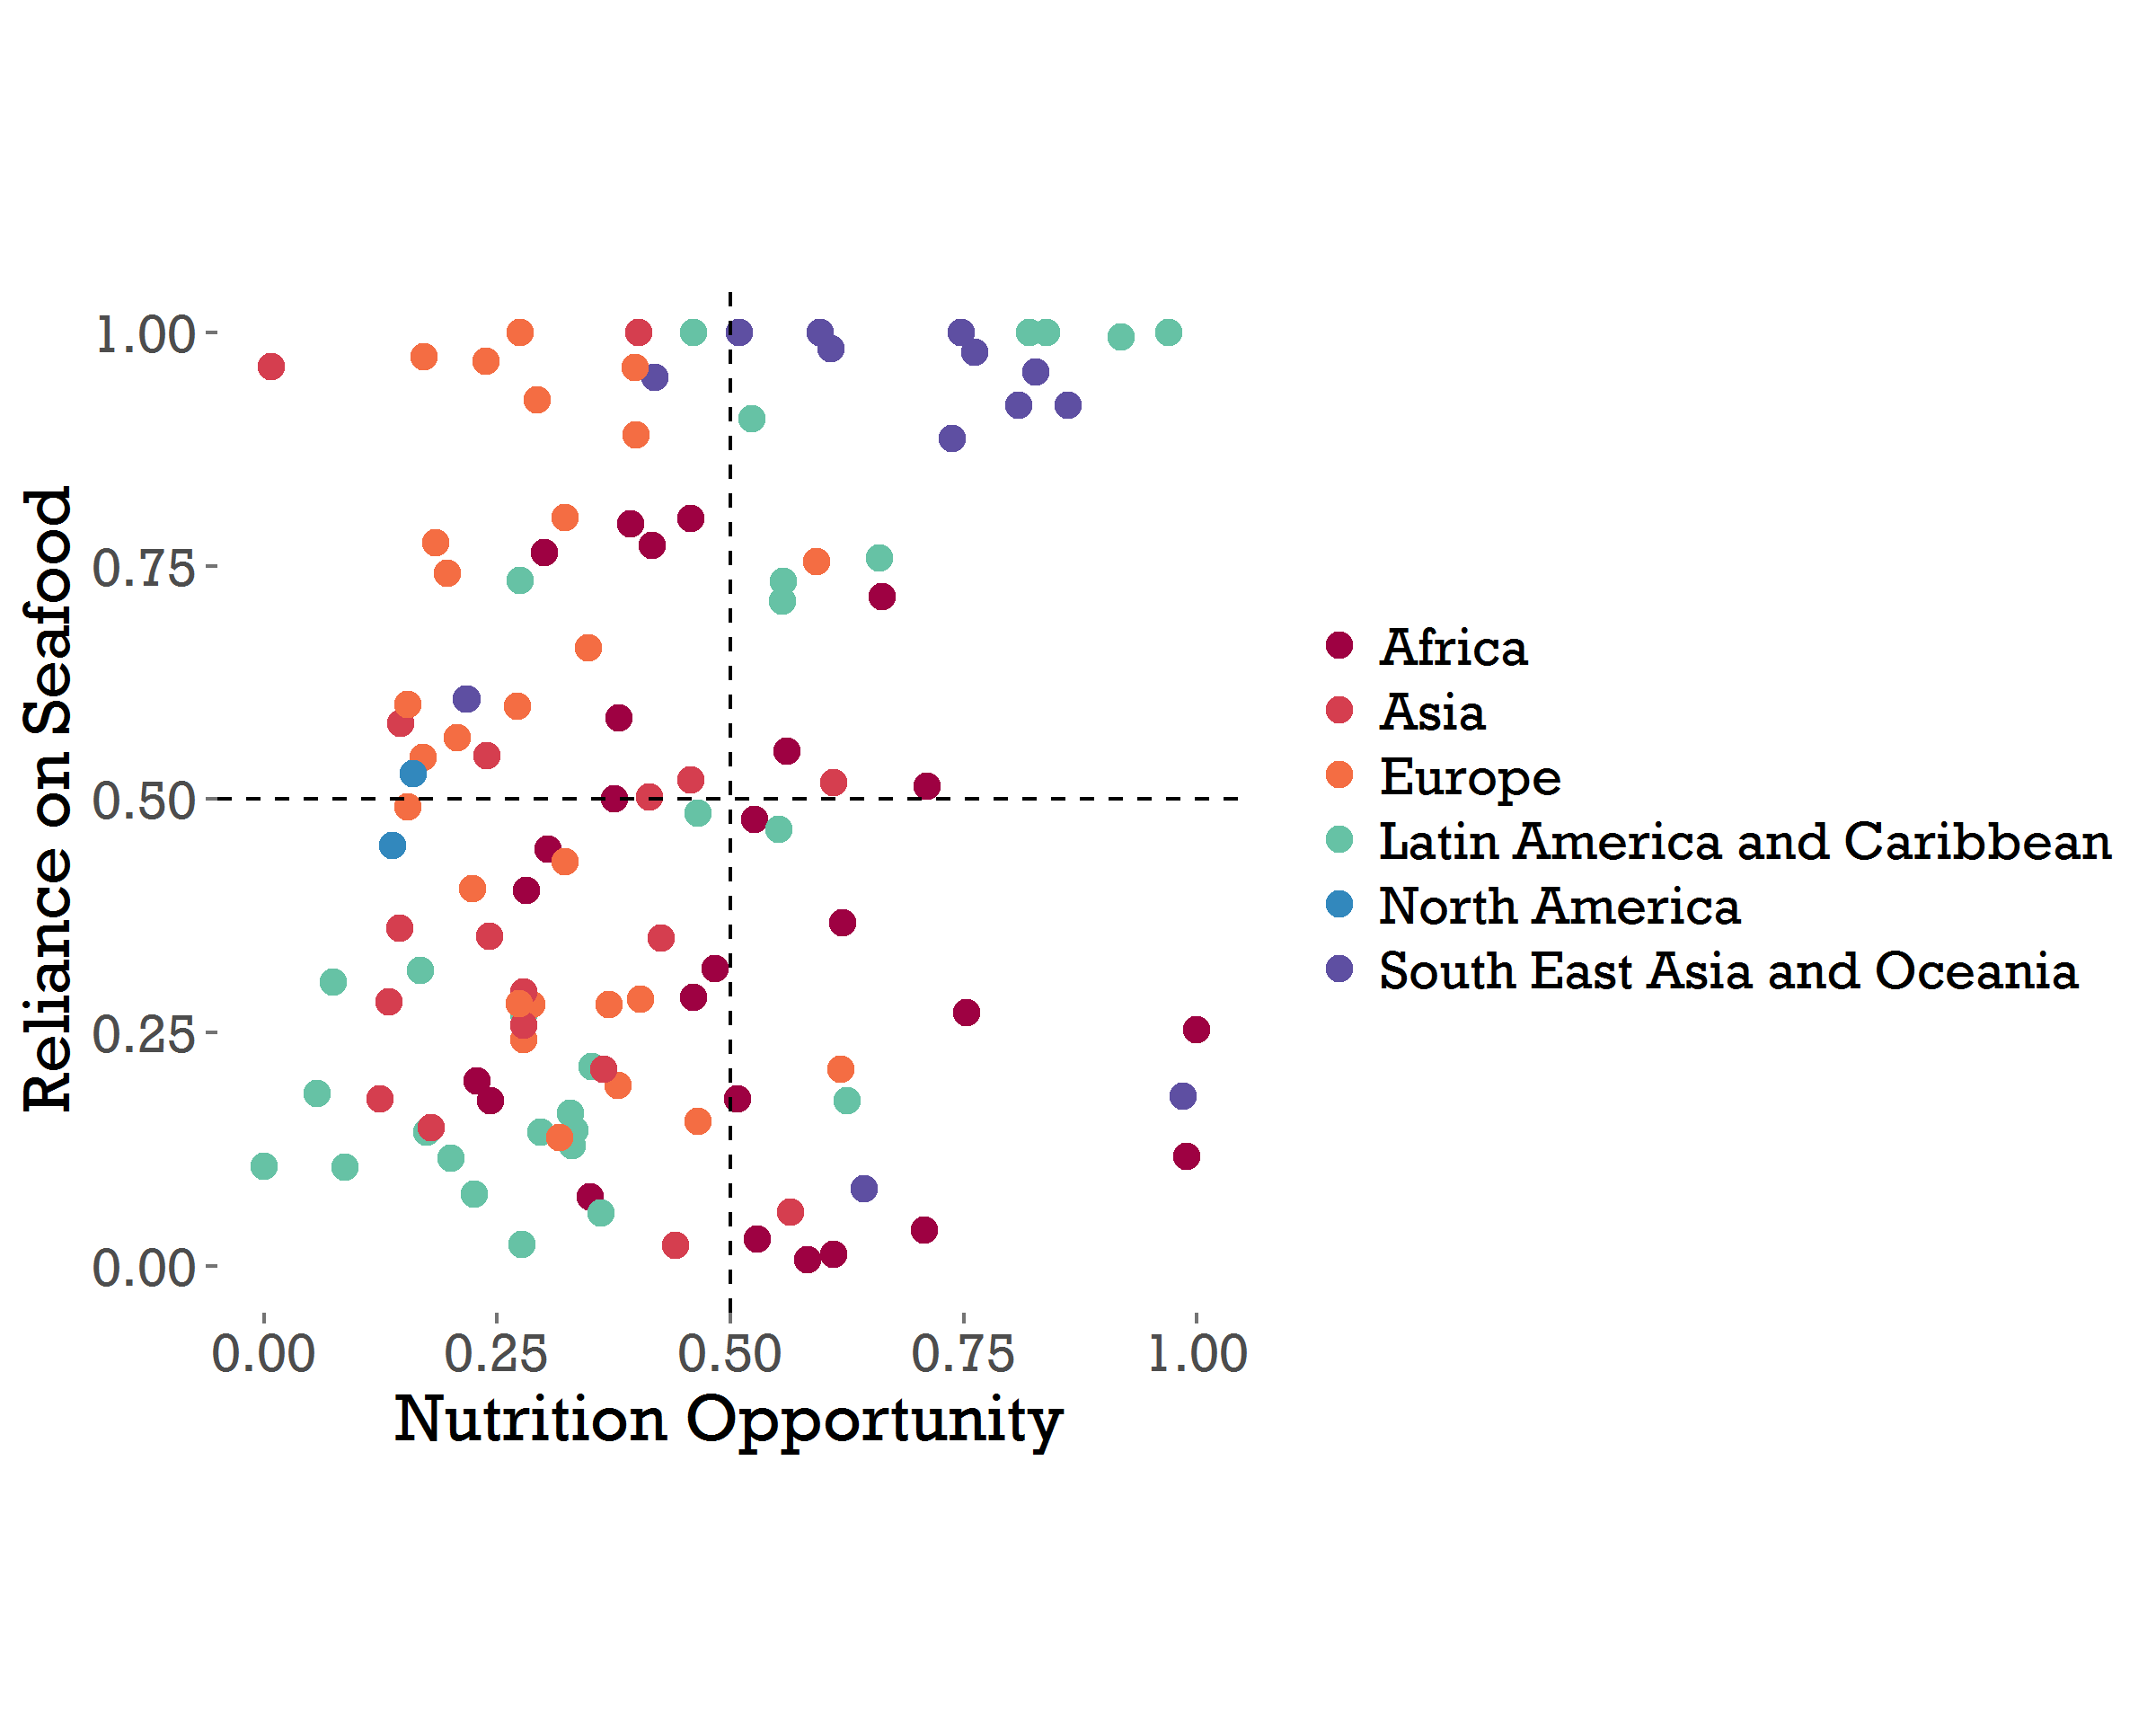 Reliance on Seafood
1.00
0.75
0.50
0.25
0.00
0.00 0.25 0.50 0.75 1.00
Nutrition Opportunity
Africa
Asia
Europe
Latin America and Caribbean
North America
South East Asia and Oceania